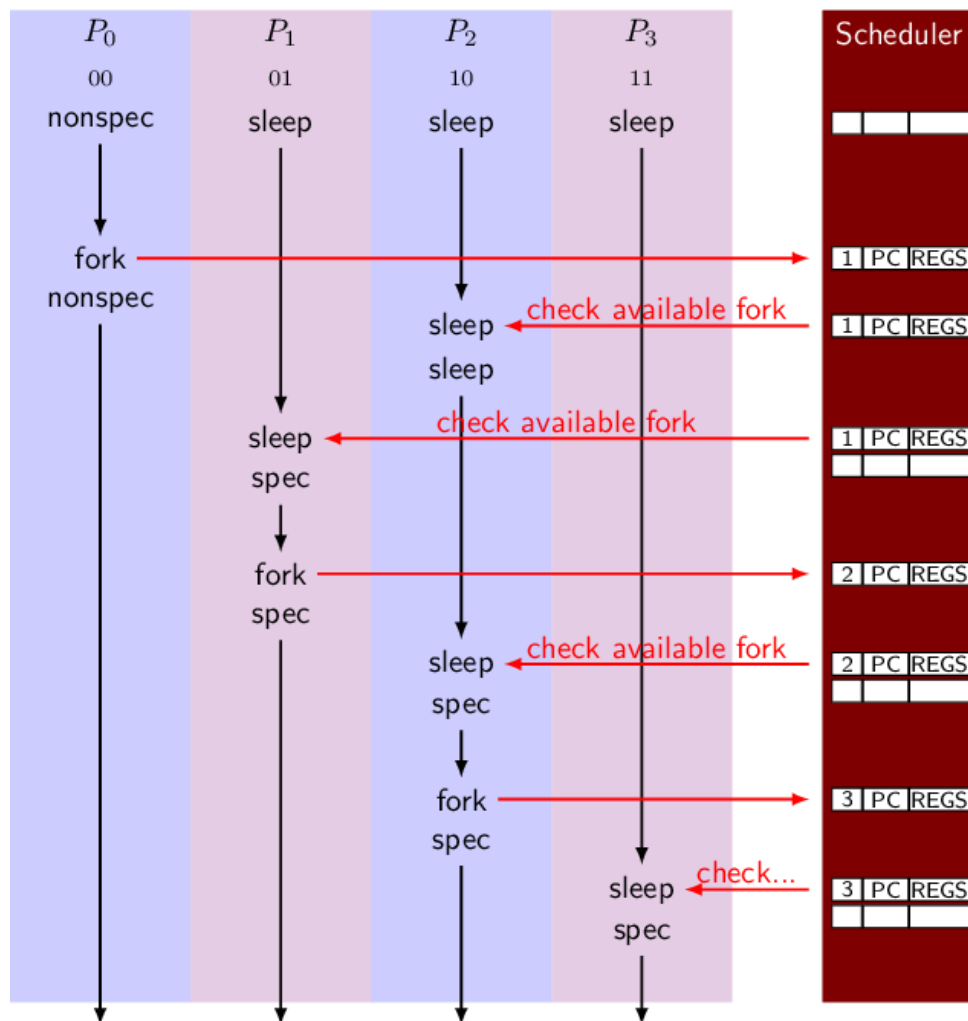 P0 P1 P2 P3 Scheduler
00 01 10 11
nonspec sleep sleep sleep
fork 1 PC REGS
nonspec
check available fork
sleep 1 PC REGS
sleep
check available fork
sleep 1 PC REGS
spec
fork 2 PC REGS
spec
check available fork
sleep 2 PC REGS
spec
fork 3 PC REGS
spec
check...
sleep 3 PC REGS
spec